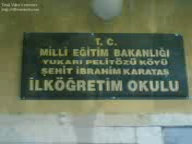 T. C.
MİLLİ EĞİTİM BAKANLIĞI
YUKARI PELİTÖZÜ KÖYÜ
ŞEHİT İBRAHİM KARATAŞ
İLKÖĞRETİM OKULU